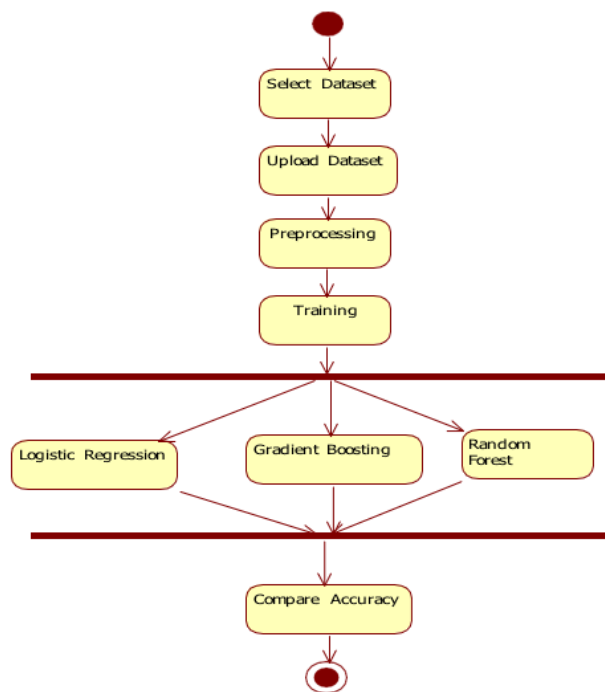 Select Dataset
Upload Dataset
Preprocessing
Training
Logistic Regression
Gradient Boosting
Random
Forest
Compare Accuracy